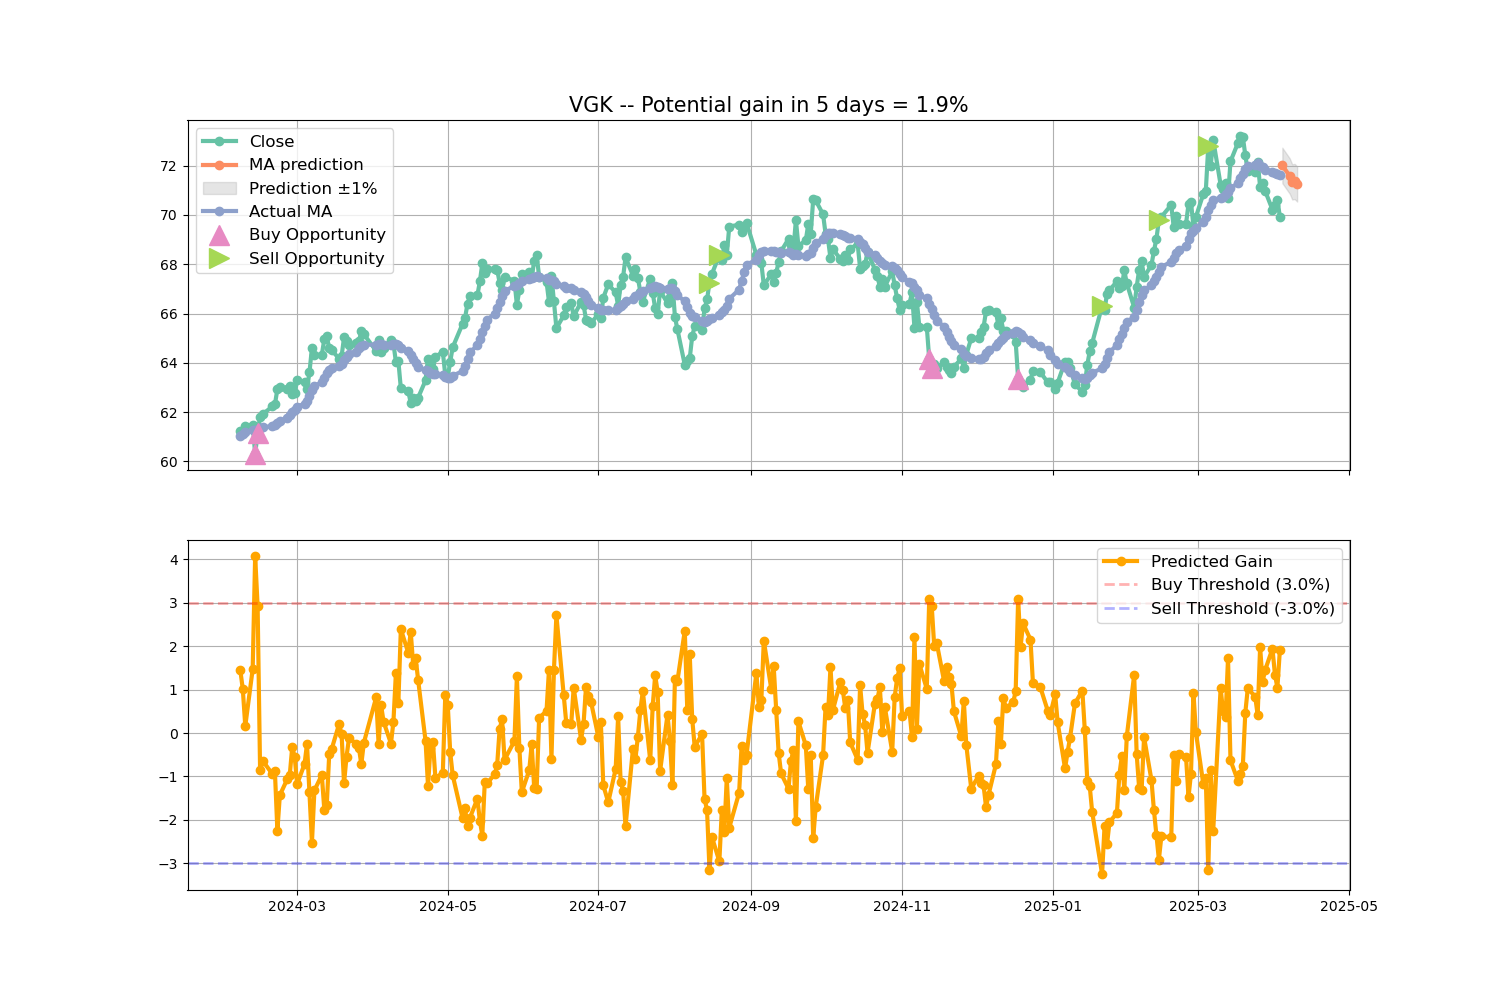 VGK -- Potential gain in 5 days = 1.9%
Close
MA prediction
Prediction ±1%
Actual MA
Buy Opportunity
Sell Opportunity
72
70
68
66
64
62
60
Predicted Gain
Buy Threshold (3.0%)
Sell Threshold (-3.0%)
4
3
2
1
0
−1
−2
−3
2024-03 2024-05 2024-07 2024-09 2024-11 2025-01 2025-03 2025-05